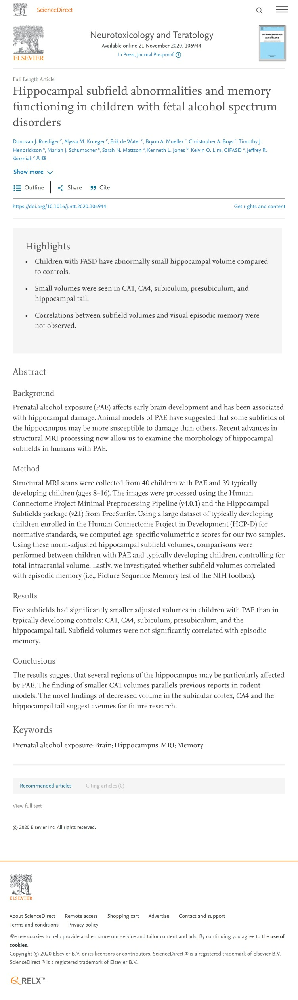 ScienceDirect
ELSEVIER
Neurotoxicology and Teratology
Available online 21 November 2020, 106944
In Press, Journal Pre-proof ?
NEUROTOXICOLOGY
TERATOLOGY
Full Length Article
Hippocampal subfield abnormalities and memory
functioning in children with fetal alcohol spectrum
disorders
Donovan J. Roediger c, Alyssa M. Krueger c, Erik de Water c, Bryon A. Mueller c, Christopher A. Boys c, Timothy J.
Hendrickson c, Mariah J. Schumacher c, Sarah N. Mattson a, Kenneth L. Jones b, Kelvin O. Lim, CIFASD c, Jeffrey R.
Wozniak c
Show more
Outline Share Cite
https://doi.org/10.1016/j.ntt.2020.106944 Get rights and content
Highlights
• Children with FASD have abnormally small hippocampal volume compared
to controls.
• Small volumes were seen in CA1, CA4, subiculum, presubiculum, and
hippocampal tail.
• Correlations between subfield volumes and visual episodic memory were
not observed.
Abstract
Background
Prenatal alcohol exposure (PAE) affects early brain development and has been associated
with hippocampal damage. Animal models of PAE have suggested that some subfields of
the hippocampus may be more susceptible to damage than others. Recent advances in
structural MRI processing now allow us to examine the morphology of hippocampal
subfields in humans with PAE.
Method
Structural MRI scans were collected from 40 children with PAE and 39 typically
developing children (ages 8–16). The images were processed using the Human
Connectome Project Minimal Preprocessing Pipeline (v4.0.1) and the Hippocampal
Subfields package (v21) from FreeSurfer. Using a large dataset of typically developing
children enrolled in the Human Connectome Project in Development (HCP-D) for
normative standards, we computed age-specific volumetric z-scores for our two samples.
Using these norm-adjusted hippocampal subfield volumes, comparisons were
performed between children with PAE and typically developing children, controlling for
total intracranial volume. Lastly, we investigated whether subfield volumes correlated
with episodic memory (i.e., Picture Sequence Memory test of the NIH toolbox).
Results
Five subfields had significantly smaller adjusted volumes in children with PAE than in
typically developing controls: CA1, CA4, subiculum, presubiculum, and the
hippocampal tail. Subfield volumes were not significantly correlated with episodic
memory.
Conclusions
The results suggest that several regions of the hippocampus may be particularly affected
by PAE. The finding of smaller CA1 volumes parallels previous reports in rodent
models. The novel findings of decreased volume in the subicular cortex, CA4 and the
hippocampal tail suggest avenues for future research.
Keywords
Prenatal alcohol exposure; Brain; Hippocampus; MRI; Memory
Recommended articles Citing articles (0)
View full text
© 2020 Elsevier Inc. All rights reserved.
ELSEVIER
About ScienceDirect Remote access Shopping cart Advertise Contact and support
Terms and conditions Privacy policy
We use cookies to help provide and enhance our service and tailor content and ads. By continuing you agree to the use of
cookies.
Copyright © 2020 Elsevier B.V. or its licensors or contributors. ScienceDirect ® is a registered trademark of Elsevier B.V.
ScienceDirect ® is a registered trademark of Elsevier B.V.
RELX™